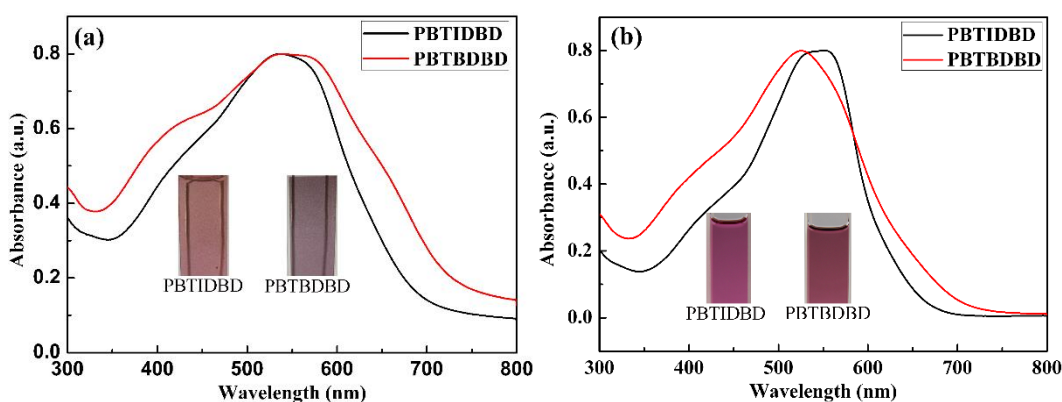 (a)
PBTIDBD
PBTBDBD
Absorbance (a.u.)
1.0
0.8
0.6
0.4
0.2
0.0
PBTIDBD
PBTBDBD
300
400
500
600
700
800
Wavelength (nm)
(b)
PBTIDBD
PBTBDBD
Absorbance (a.u.)
0.8
0.6
0.4
0.2
0.0
PBTIDBD
PBTBDBD
300
400
500
600
700
800
Wavelength (nm)